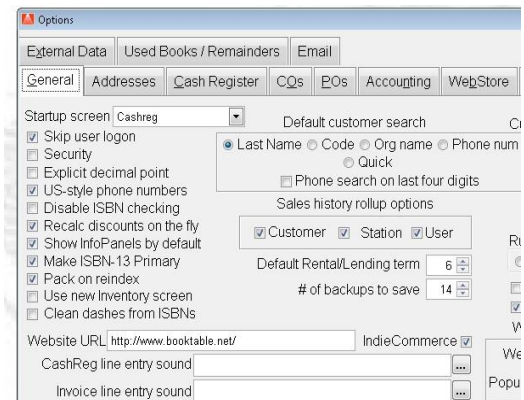 Options
External Data Used Books / Remainders Email
General Addresses Cash Register CQs POs Accounting WebStore
Startup screen Cashreg
Default customer search
Skip user logon
Last Name Code Org name Phone num
Security
Quick
Explicit decimal point
Phone search on last four digits
US-style phone numbers
Disable ISBN checking
Sales history rollup options
Recalc discounts on the fly
Customer Station User
Show InfoPanels by default
Make ISBN-13 Primary
Default Rental/Lending term 6
Pack on reindex
# of backups to save 14
Use new Inventory screen
Clean dashes from ISBNs
Website URL http://www.booktable.net/ IndieCommerce
CashReg line entry sound ...
Invoice line entry sound ...